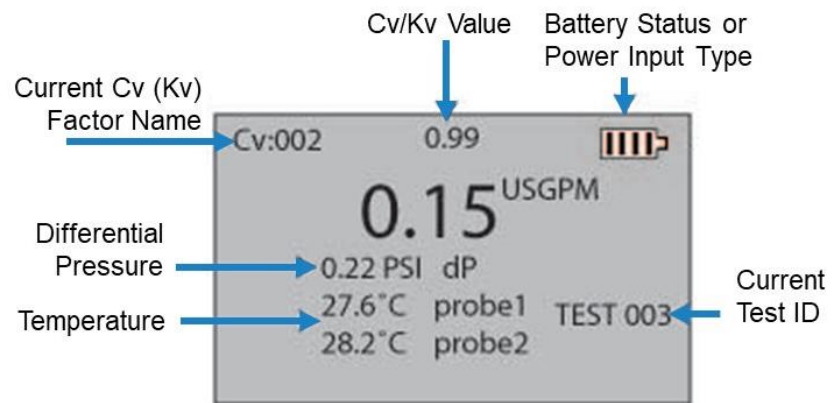 Cv/Kv Value
Battery Status or
Power Input Type
Current Cv (Kv)
Factor Name
Cv:002 0.99
0.15 USGPM
Differential
Pressure
0.22 PSI dP
Temperature
27.6°C probe1
28.2°C probe2
TEST 003
Current
Test ID